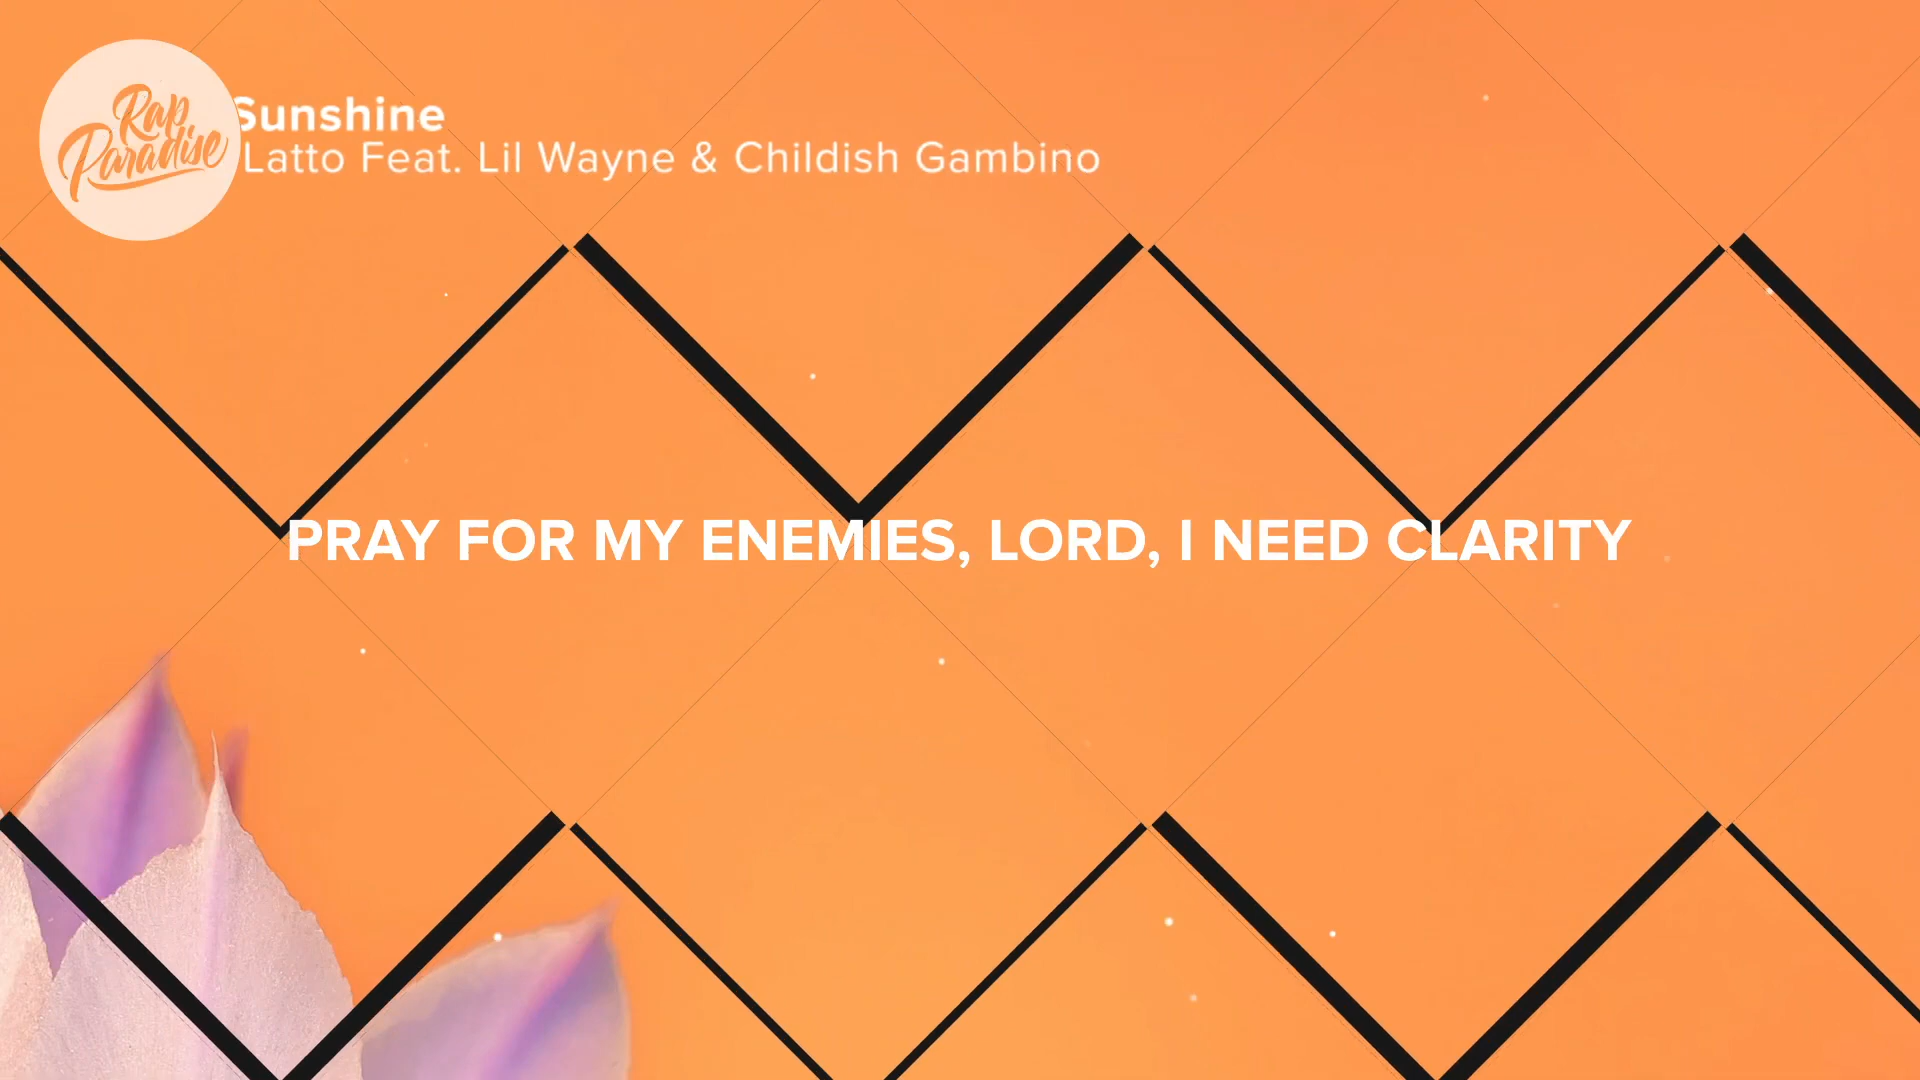 Rap
Paradise
Sunshine
Latto Feat. Lil Wayne & Childish Gambino
PRAY FOR MY ENEMIES, LORD, I NEED CLARITY